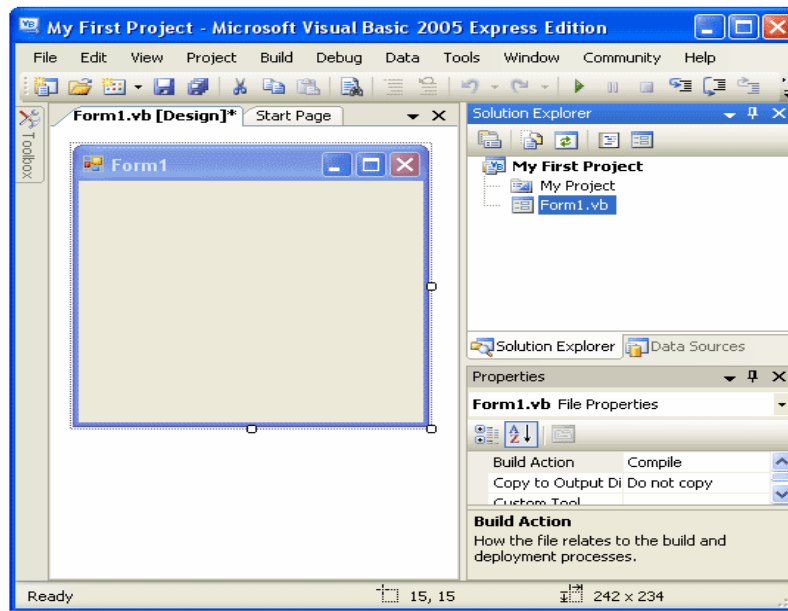 My First Project - Microsoft Visual Basic 2005 Express Edition
File Edit View Project Build Debug Data Tools Window Community Help
Form1.vb [Design]* Start Page
Toolbox
Form1
Solution Explorer
My First Project
My Project
Form1.vb
Solution Explorer Data Sources
Properties
Form1.vb File Properties
Build Action Compile
Copy to Output Di Do not copy
Custom Tool
Build Action
How the file relates to the build and
deployment processes.
Ready 15, 15 242 x 234